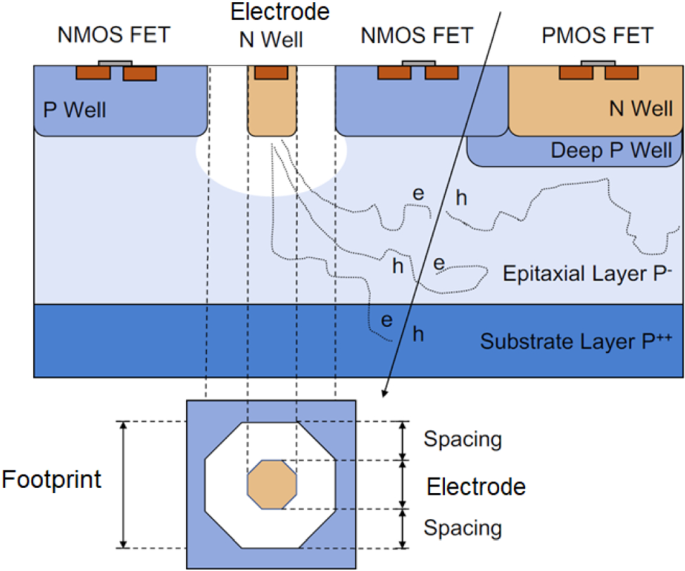 Electrode
NMOS FET
N Well
NMOS FET
PMOS FET
P Well
N Well
Deep P Well
e
h
h
e
Epitaxial Layer P-
e
h
Substrate Layer P++
Spacing
Footprint
Electrode
Spacing